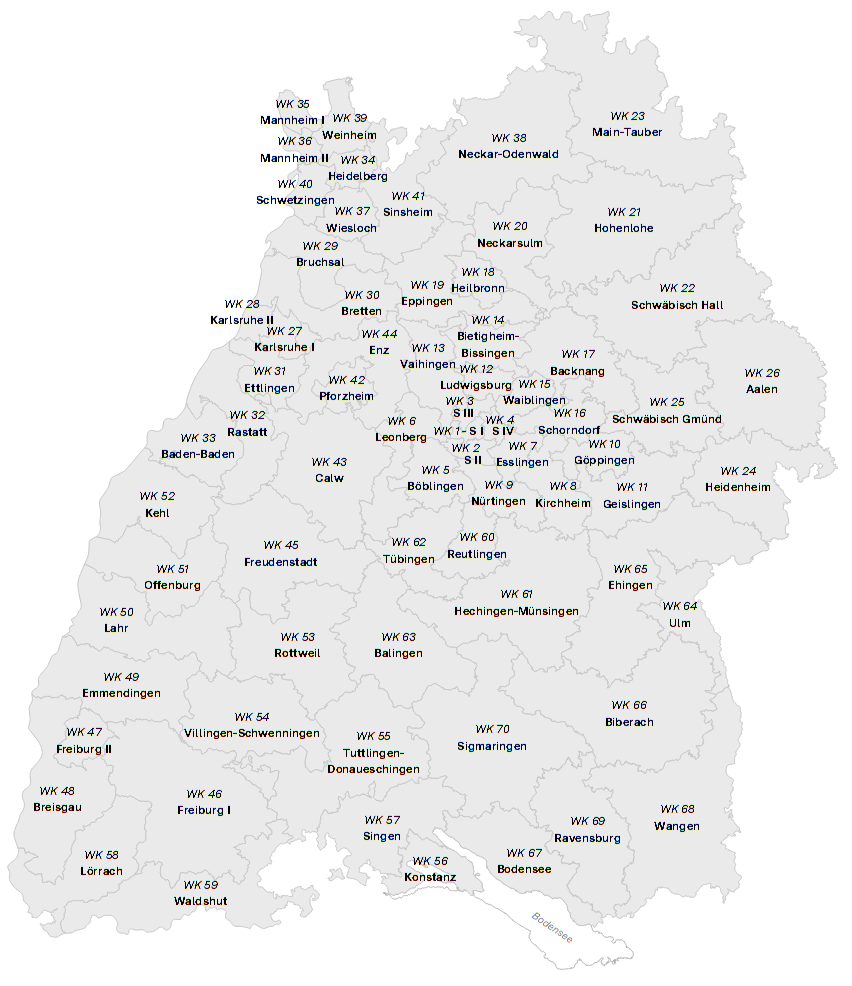 WK 35
Mannheim I
WK 39
Weinheim
WK 36
Mannheim II
WK 34
Heidelberg
WK 40
Schwetzingen
WK 37
Wiesloch
WK 41
Sinsheim
WK 38
Neckar-Odenwald
WK 23
Main-Tauber
WK 20
Neckarsulm
WK 21
Hohenlohe
WK 29
Bruchsal
WK 18
Heilbronn
WK 19
Eppingen
WK 30
Bretten
WK 22
Schwäbisch Hall
WK 28
Karlsruhe II
WK 27
Karlsruhe I
WK 44
Enz
WK 14
Bietigheim-
Bissingen
WK 13
Vaihingen
WK 17
Backnang
WK 12
Ludwigsburg
WK 15
Waiblingen
WK 26
Aalen
WK 31
Ettlingen
WK 42
Pforzheim
WK 3
S III
WK 25
Schwäbisch Gmünd
WK 32
Rastatt
WK 6
Leonberg
WK 1 - S I
WK 4
S IV
WK 16
Schorndorf
WK 33
Baden-Baden
WK 2
S II
WK 7
Esslingen
WK 10
Göppingen
WK 43
Calw
WK 5
Böblingen
WK 9
Nürtingen
WK 8
Kirchheim
WK 11
Geislingen
WK 24
Heidenheim
WK 52
Kehl
WK 45
Freudenstadt
WK 62
Tübingen
WK 60
Reutlingen
WK 51
Offenburg
WK 65
Ehingen
WK 61
Hechingen-Münsingen
WK 64
Ulm
WK 50
Lahr
WK 53
Rottweil
WK 63
Balingen
WK 49
Emmendingen
WK 66
Biberach
WK 47
Freiburg II
WK 54
Villingen-Schwenningen
WK 55
Tuttlingen-
Donaueschingen
WK 70
Sigmaringen
WK 48
Breisgau
WK 46
Freiburg I
WK 57
Singen
WK 69
Ravensburg
WK 68
Wangen
WK 58
Lörrach
WK 56
Konstanz
WK 67
Bodensee
WK 59
Waldshut
Bodensee